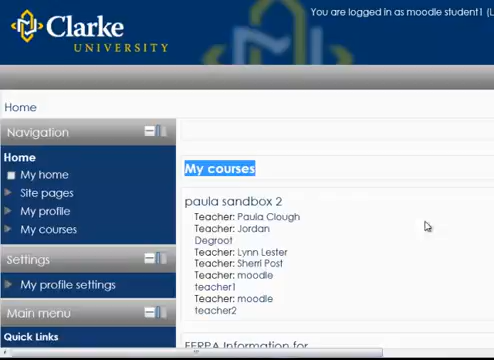 You are logged in as moodle student1 (L
Clarke
UNIVERSITY
Home
Navigation
Home
My home
Site pages
My profile
My courses
Settings
My profile settings
Main menu
Quick Links
My courses
paula sandbox 2
Teacher: Paula Clough
Teacher: Jordan
Degroot
Teacher: Lynn Lester
Teacher: Sherri Post
Teacher: moodle
teacher1
Teacher: moodle
teacher2
FERPA Information for